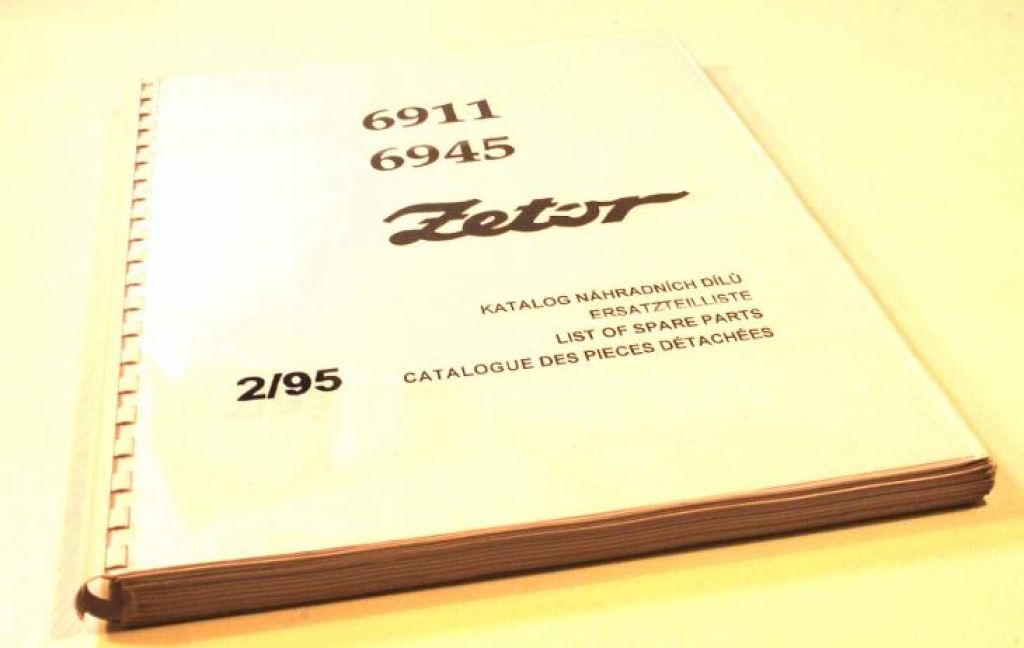 6911
6945
Zetor
KATALOG NÁHRADNÍCH DÍLŮ
ERSATZTEILLISTE
LIST OF SPARE PARTS
CATALOGUE DES PIECES DÉTACHÉES
2/95